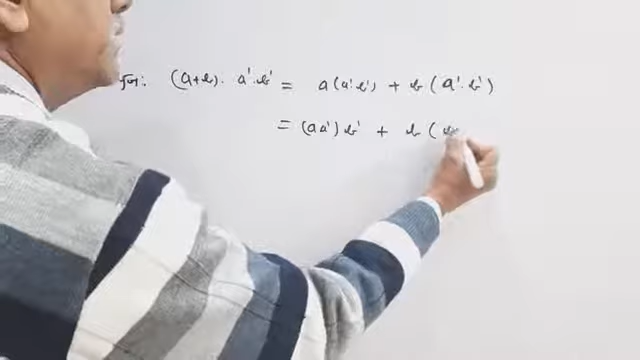 (a+b). a'. b' = a(a'b') + b(a'. b')
= (aa')b' + b(b'